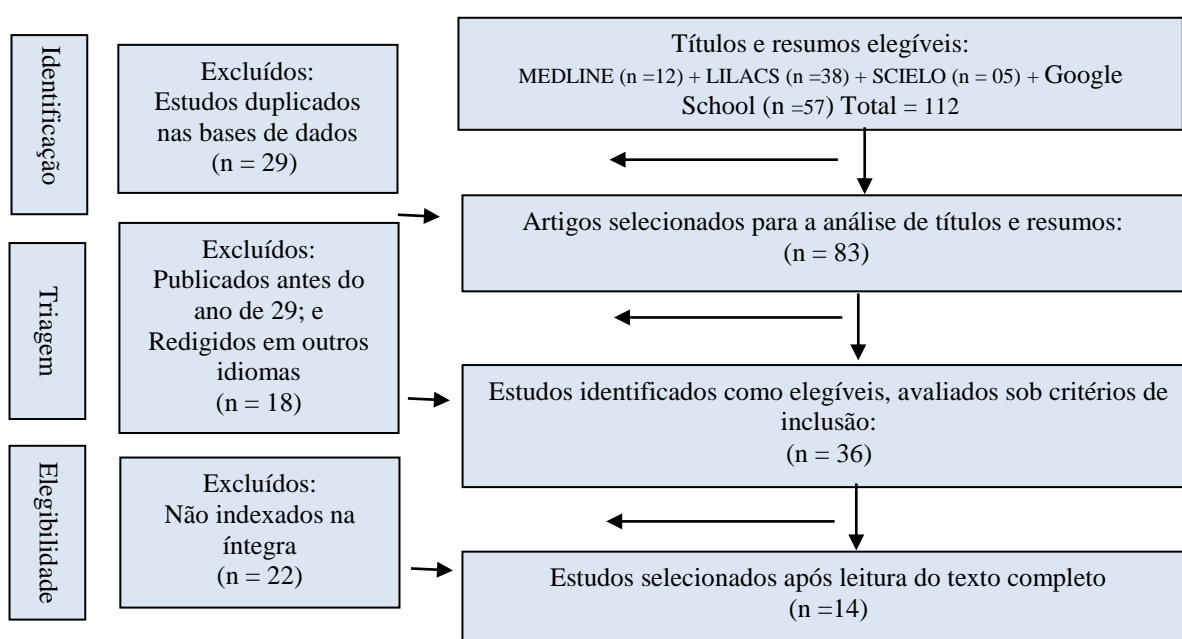 Identificação
Excluídos:
Estudos duplicados
nas bases de dados
(n = 29)
Títulos e resumos elegíveis:
MEDLINE (n =12) + LILACS (n =38) + SCIELO (n = 05) + Google
School (n =57) Total = 112
Artigos selecionados para a análise de títulos e resumos:
(n = 83)
Triagem
Excluídos:
Publicados antes do
ano de 29; e
Redigidos em outros
idiomas
(n = 18)
Estudos identificados como elegíveis, avaliados sob critérios de
inclusão:
(n = 36)
Elegibilidade
Excluídos:
Não indexados na
íntegra
(n = 22)
Estudos selecionados após leitura do texto completo
(n =14)